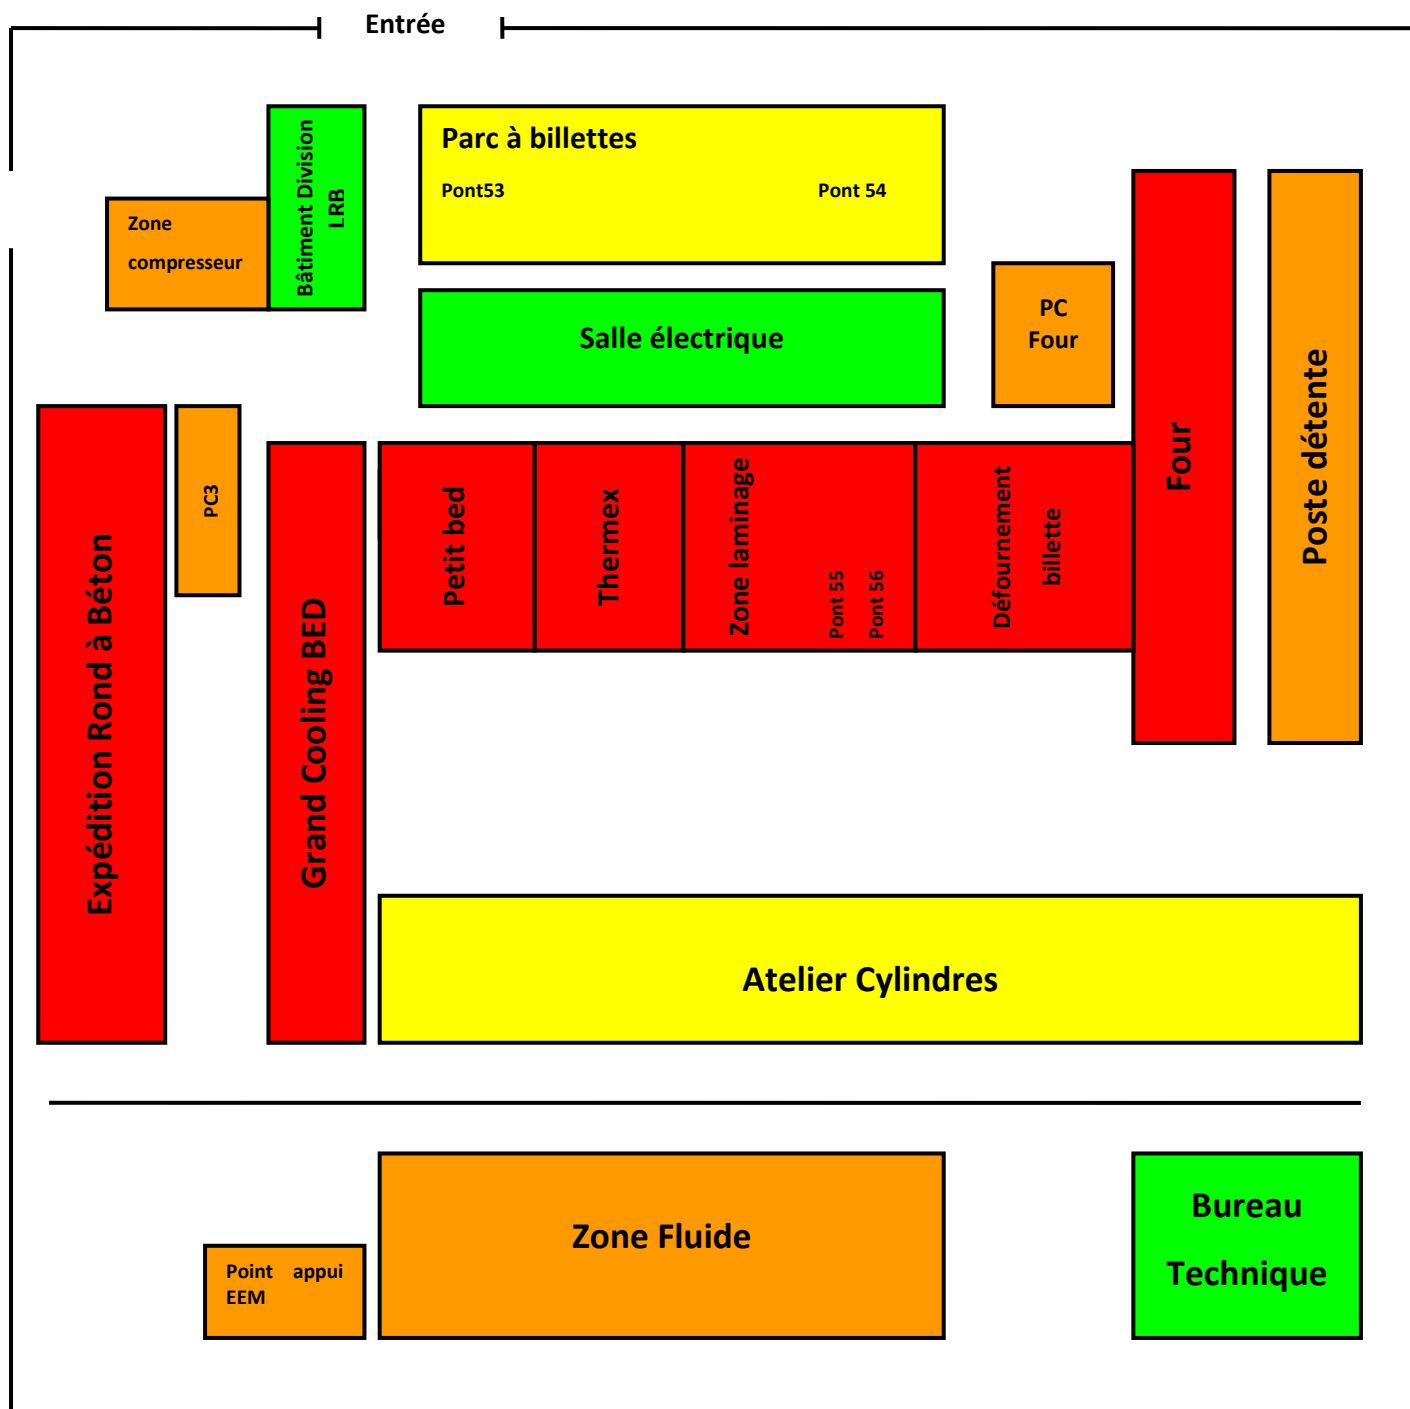 Entrée
Parc à billettes
Pont53
Pont 54
Bâtiment Division
LRB
Zone
compresseur
Salle électrique
PC
Four
Four
Poste détente
Expédition Rond à Béton
PC3
Grand Cooling BED
Petit bed
Thermex
Zone laminage
Pont 55
Pont 56
Défournement
billette
Atelier Cylindres
Zone Fluide
Point appui
EEM
Bureau
Technique